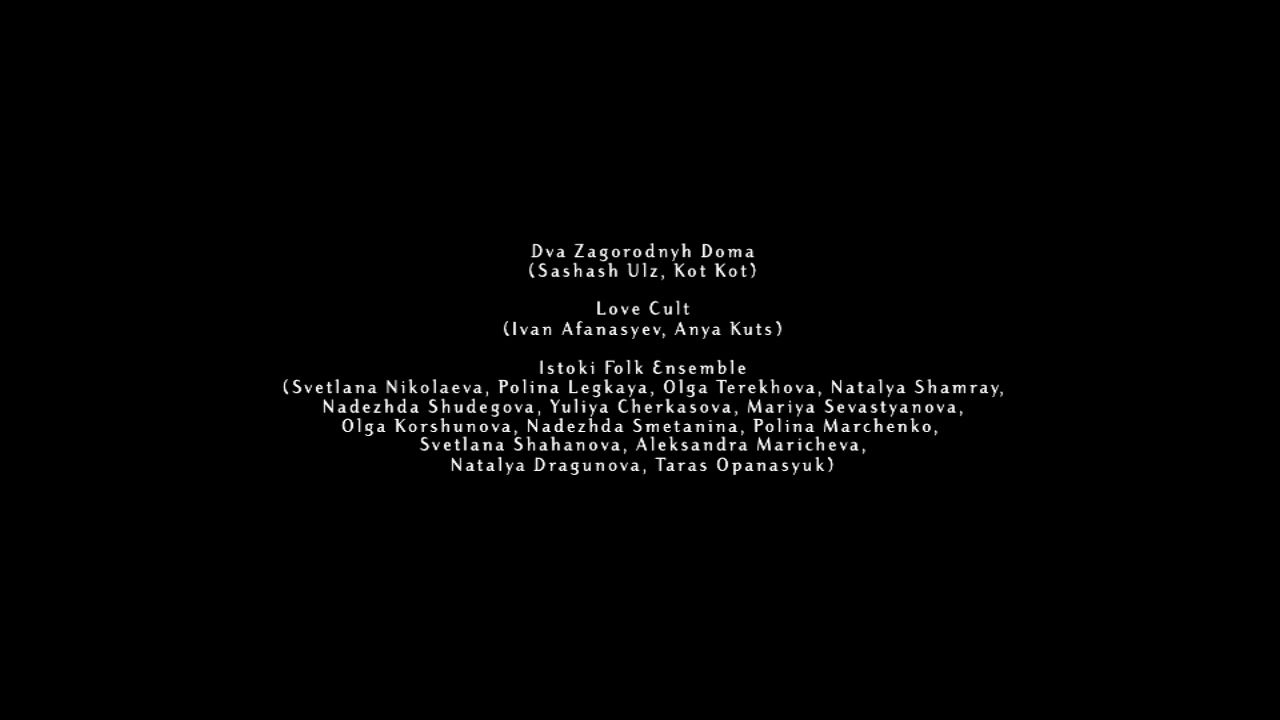 Dva Zagorodnyh Doma
(Sashash Ulz, Kot Kot)
Love Cult
(Ivan Afanasyev, Anya Kuts)
Istoki Folk Ensemble
(Svetlana Nikolaeva, Polina Legkaya, Olga Terekhova, Natalya Shamray,
Nadezhda Shudegova, Yuliya Cherkasova, Mariya Sevastyanova,
Olga Korshunova, Nadezhda Smetanina, Polina Marchenko,
Svetlana Shahanova, Aleksandra Maricheva,
Natalya Dragunova, Taras Opanasyuk)